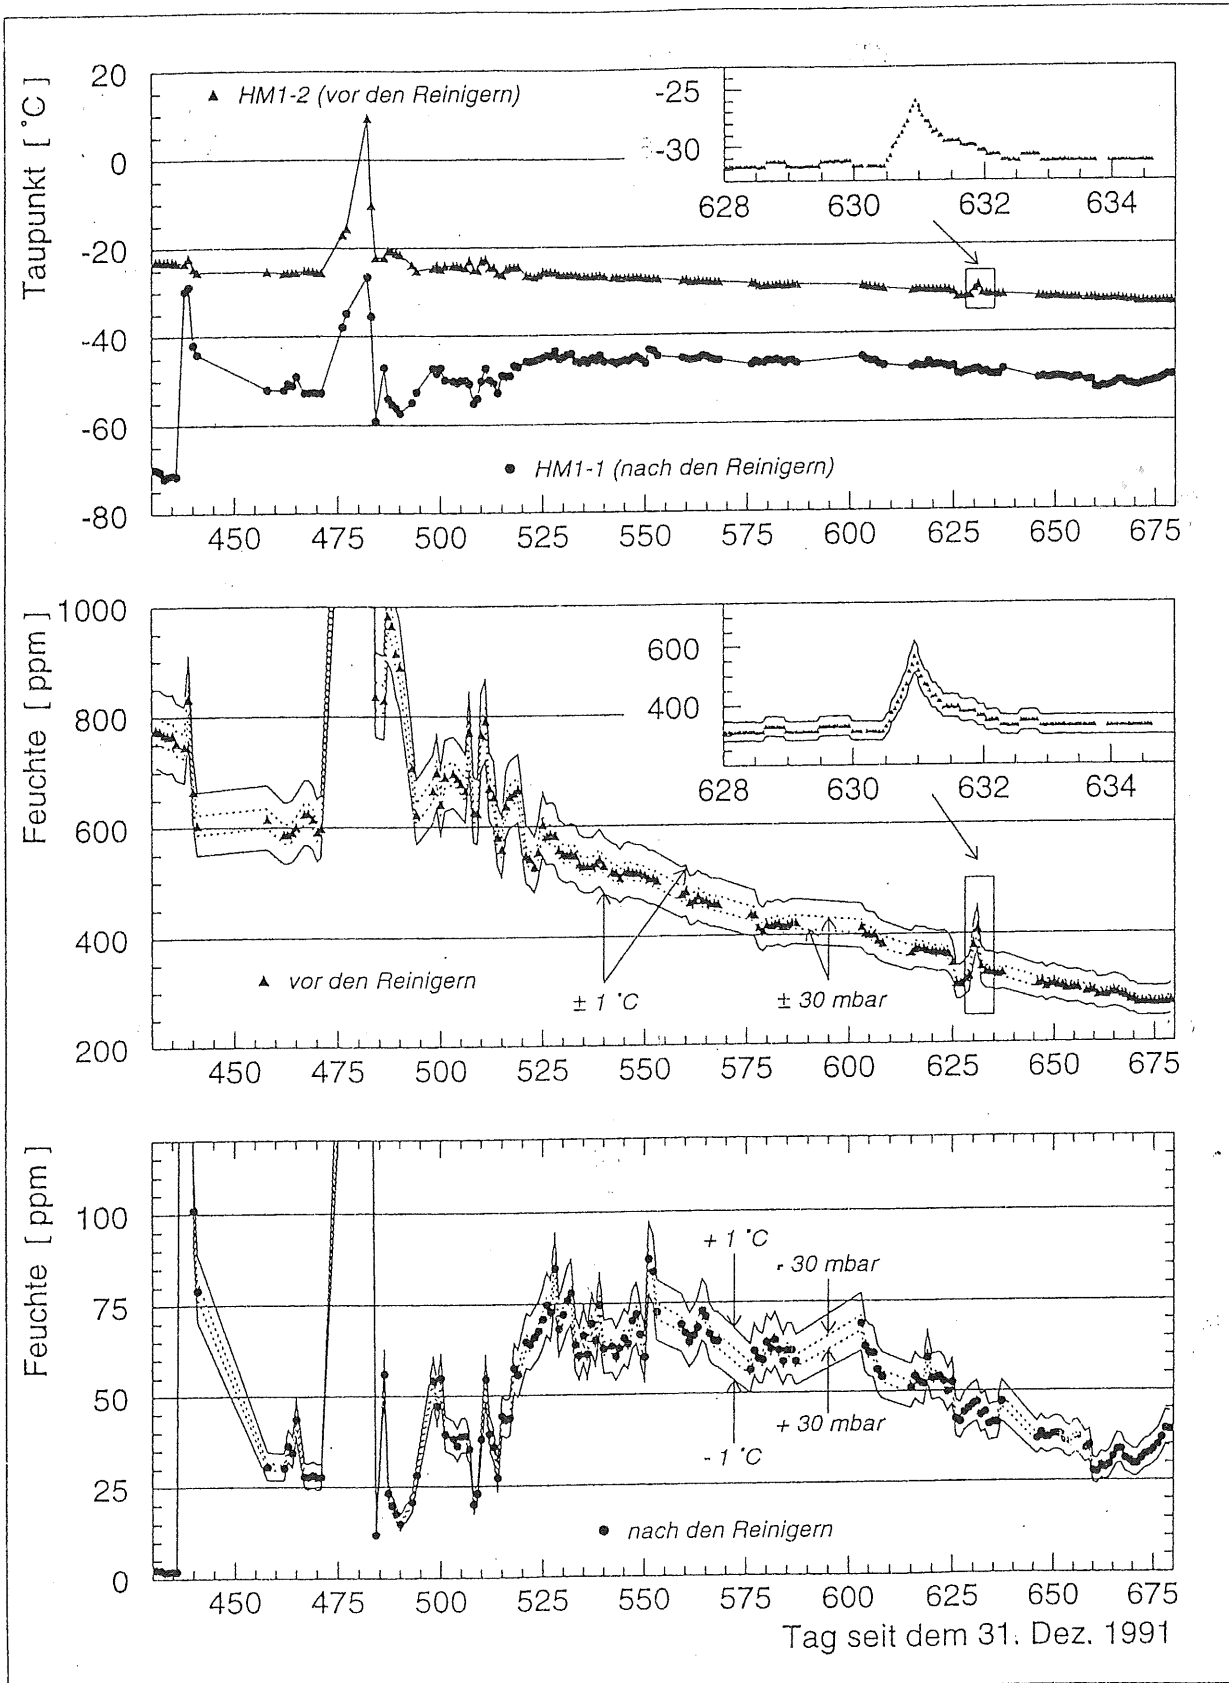 Taupunkt [ °C ]
20
0
-20
-40
-60
-80
HM1-2 (vor den Reinigern)
-25
-30
628 630 632 634
HM1-1 (nach den Reinigern)
450 475 500 525 550 575 600 625 650 675
Feuchte [ ppm ]
1000
800
600
400
200
600
400
628 630 632 634
vor den Reinigern
± 1 °C
± 30 mbar
450 475 500 525 550 575 600 625 650 675
Feuchte [ ppm ]
100
75
50
25
0
+ 1 °C
- 30 mbar
+ 30 mbar
- 1 °C
nach den Reinigern
450 475 500 525 550 575 600 625 650 675
Tag seit dem 31. Dez. 1991